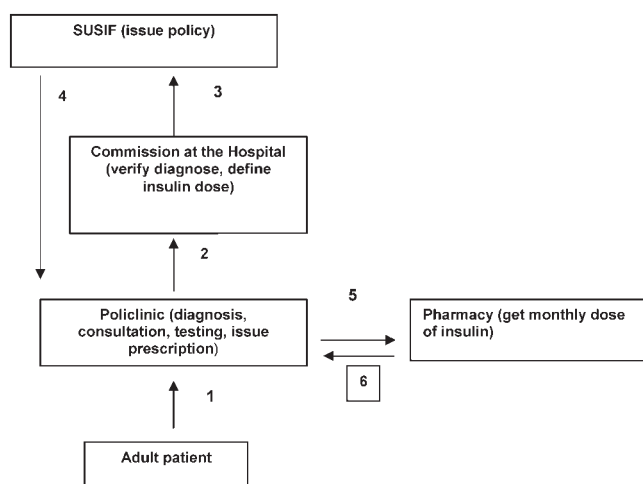 SUSIF (issue policy)
4
3
Commission at the Hospital
(verify diagnose, define
insulin dose)
2
Policlinic (diagnosis,
consultation, testing, issue
prescription)
5
Pharmacy (get monthly dose
of insulin)
6
1
Adult patient